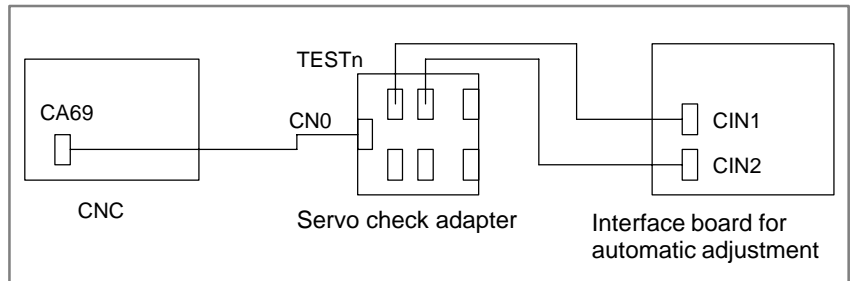 TESTn
CA69
CN0
CIN1
CIN2
CNC
Servo check adapter
Interface board for
automatic adjustment